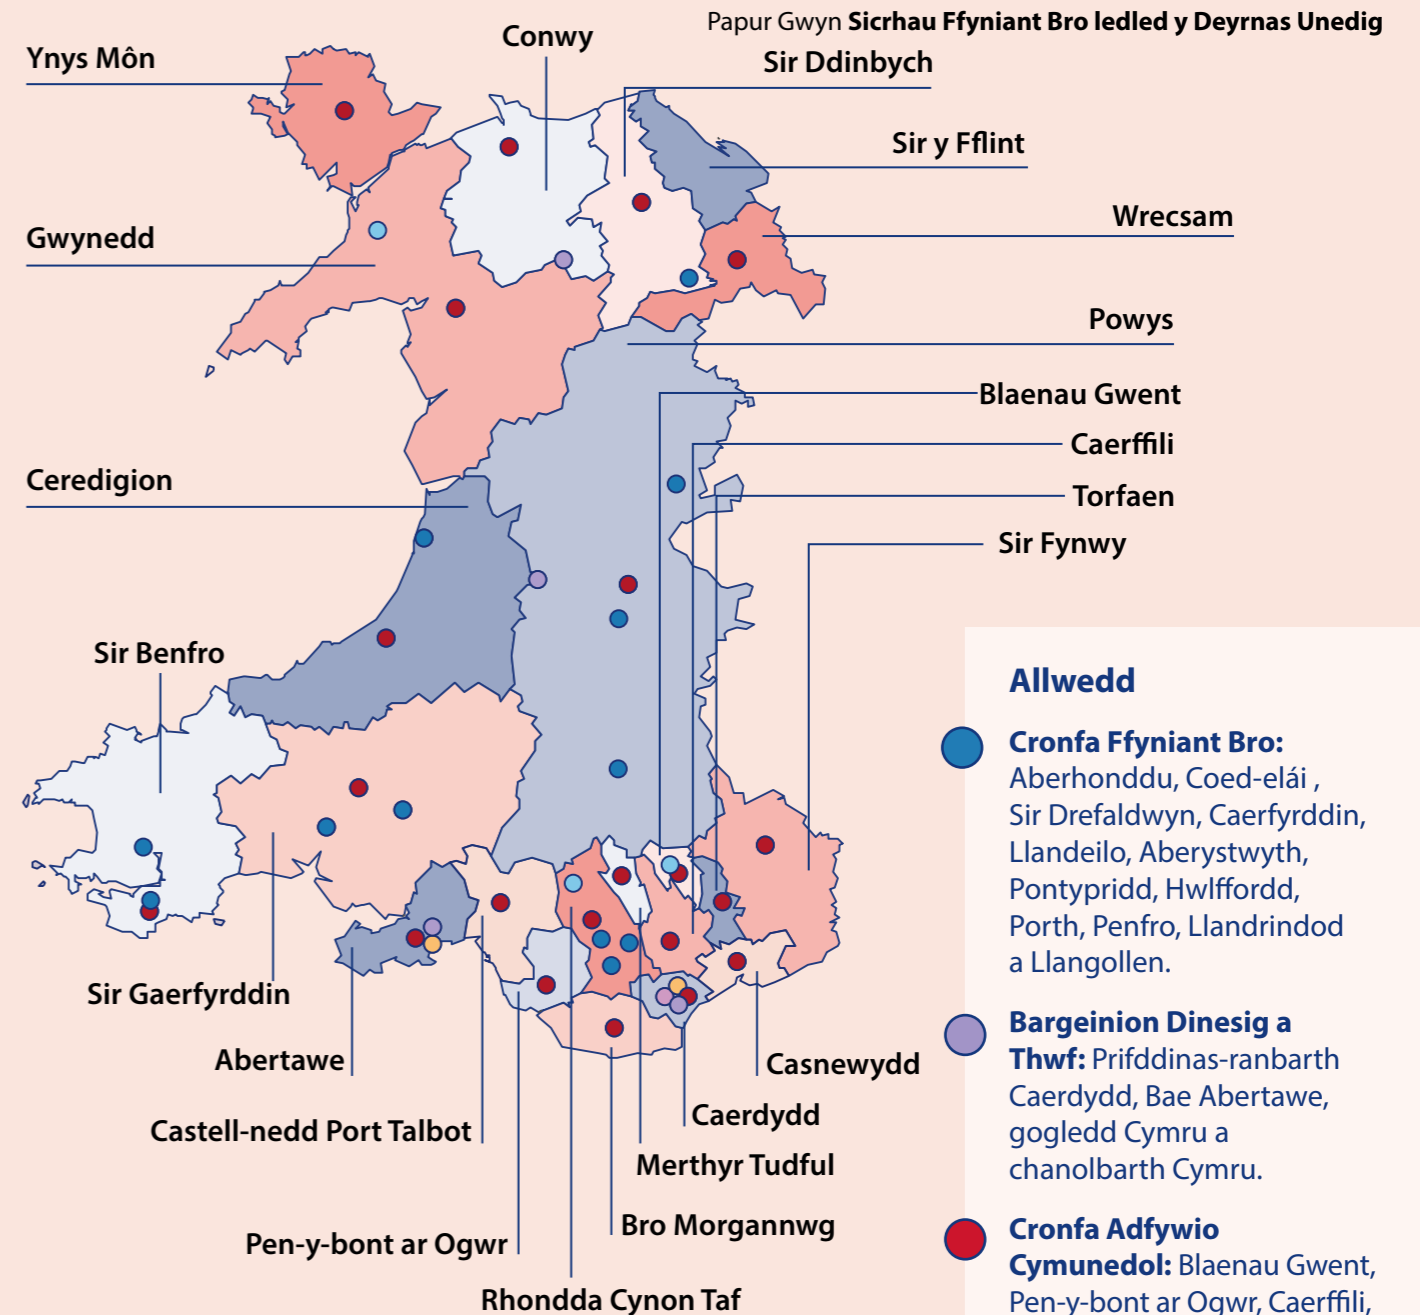 Papur Gwyn Sicrhau Ffyniant Bro ledled y Deyrnas Unedig
Ynys Môn
Conwy
Sir Ddinbych
Sir y Fflint
Wrecsam
Gwynedd
Powys
Blaenau Gwent
Caerffili
Torfaen
Sir Fynwy
Ceredigion
Sir Benfro
Sir Gaerfyrddin
Abertawe
Castell-nedd Port Talbot
Pen-y-bont ar Ogwr
Rhondda Cynon Taf
Bro Morgannwg
Merthyr Tudful
Caerdydd
Casnewydd
Allwedd
Cronfa Ffyniant Bro:
Aberhonddu, Coed-elái ,
Sir Drefaldwyn, Caerfyrddin,
Llandeilo, Aberystwyth,
Pontypridd, Hwlffordd,
Porth, Penfro, Llandrindod
a Llangollen.
Bargeinion Dinesig a
Thwf: Prifddinas-ranbarth
Caerdydd, Bae Abertawe,
gogledd Cymru a
chanolbarth Cymru.
Cronfa Adfywio
Cymunedol: Blaenau Gwent,
Pen-y-bont ar Ogwr, Caerffili,